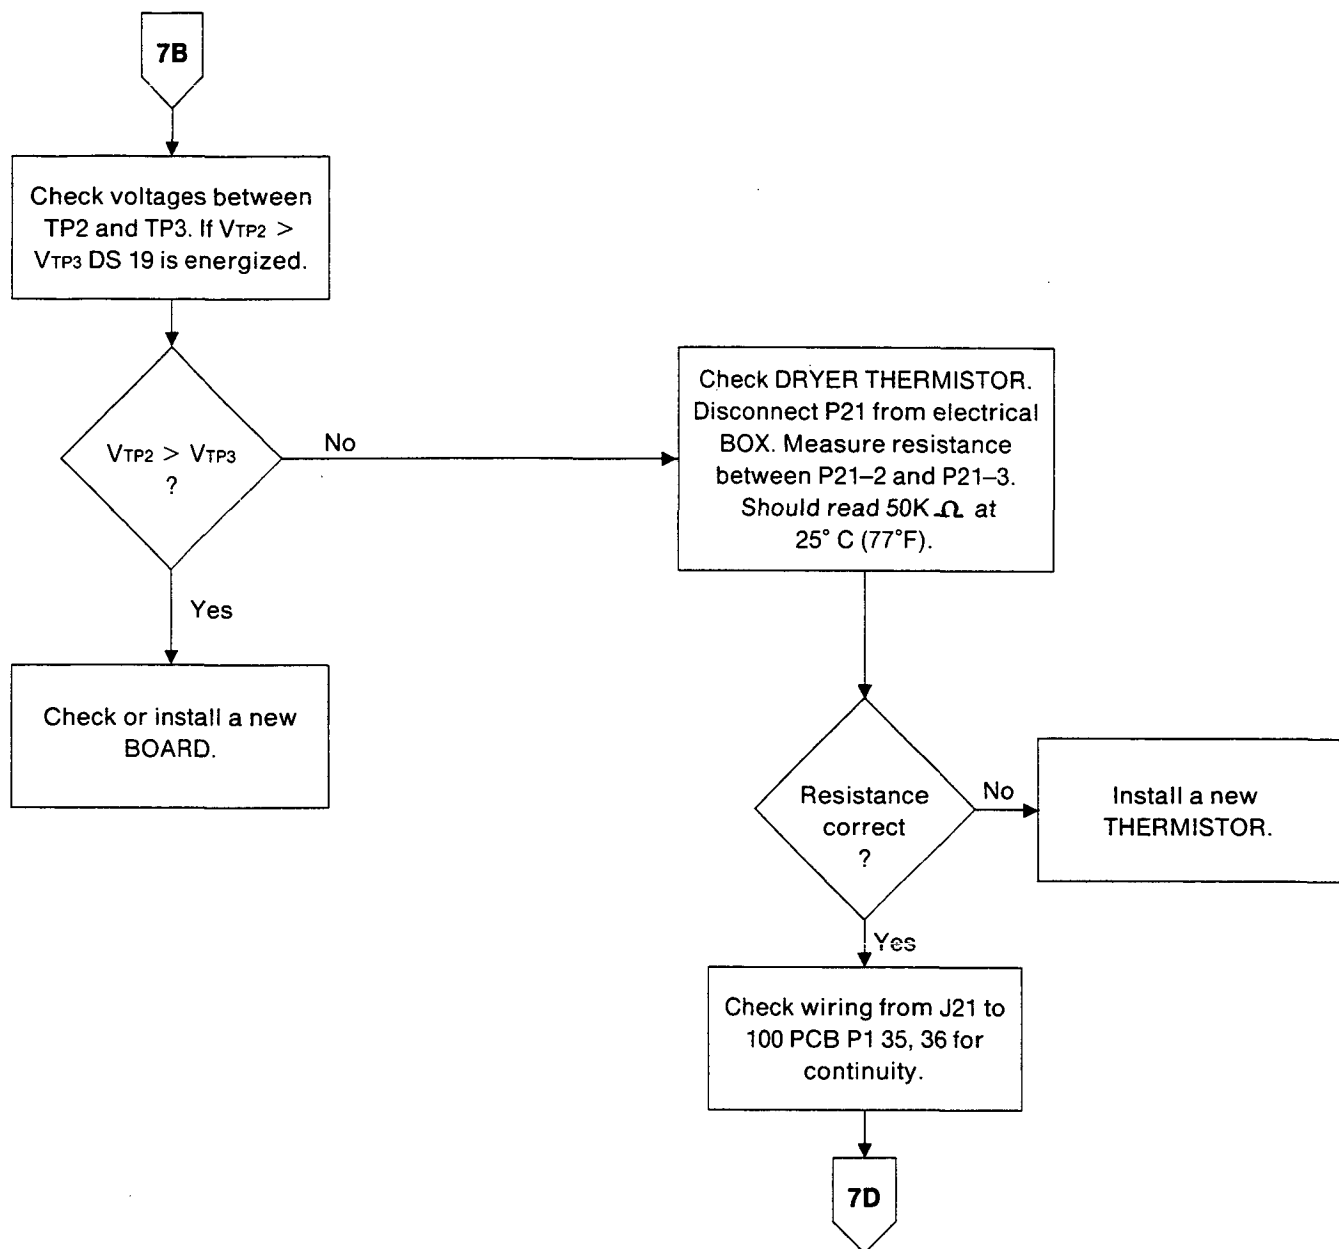 7B
Check voltages between
TP2 and TP3. If VTP2 >
VTP3 DS 19 is energized.
VTP2 > VTP3
?
No
Yes
Check or install a new
BOARD.
Check DRYER THERMISTOR.
Disconnect P21 from electrical
BOX. Measure resistance
between P21–2 and P21–3.
Should read 50K Ω at
25° C (77°F).
Resistance
correct
?
No
Install a new
THERMISTOR.
Yes
Check wiring from J21 to
100 PCB P1 35, 36 for
continuity.
7D